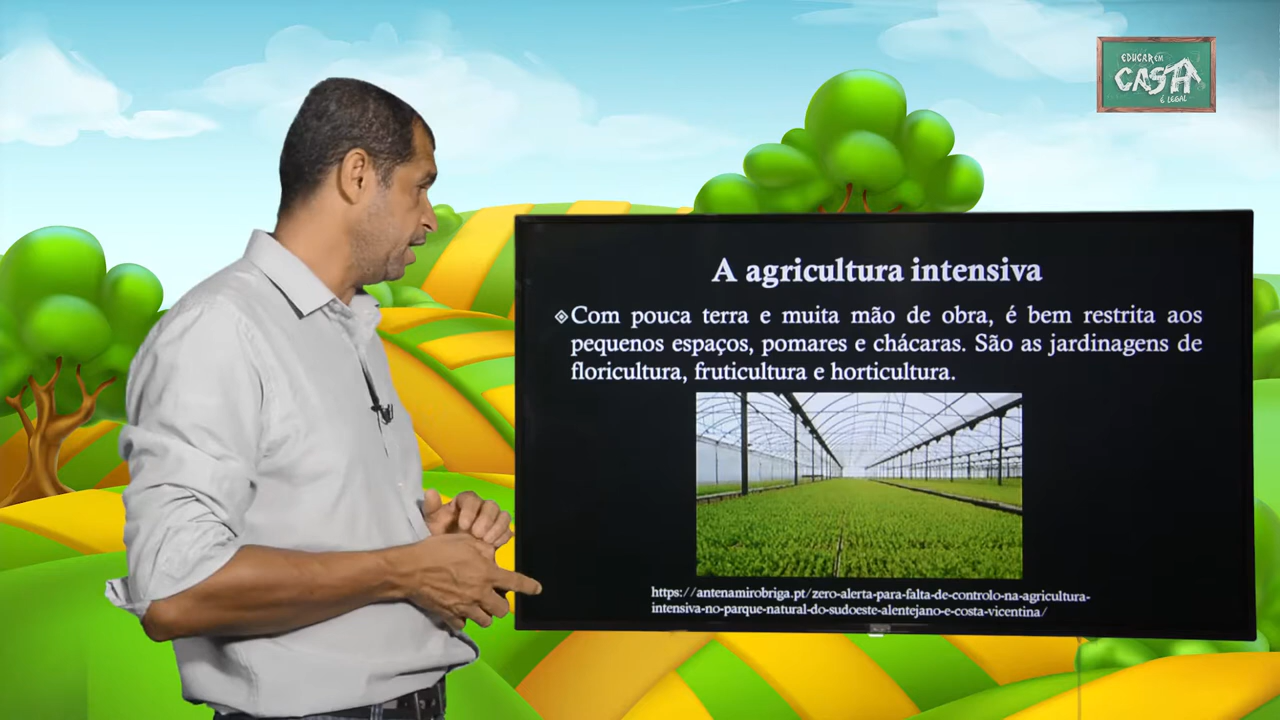 EDUCAR EM
CASA
É LEGAL
A agricultura intensiva
Com pouca terra e muita mão de obra, é bem restrita aos
pequenos espaços, pomares e chácaras. São as jardinagens de
floricultura, fruticultura e horticultura.
https://antenamirobriga.pt/zero-alerta-para-falta-de-controlo-na-agricultura-
intensiva-no-parque-natural-do-sudoeste-alentejano-e-costa-vicentina/